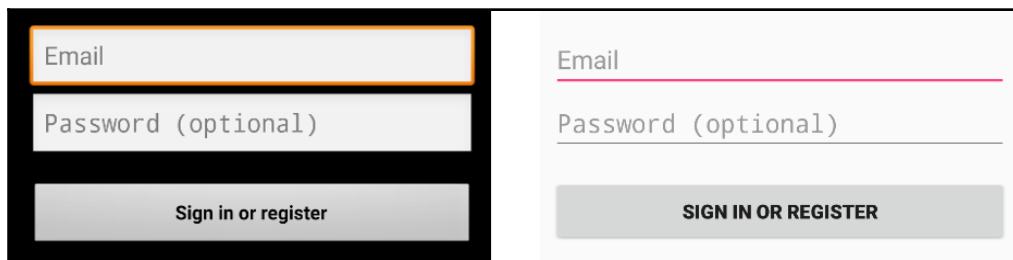 Email
Password (optional)
Sign in or register
Email
Password (optional)
SIGN IN OR REGISTER